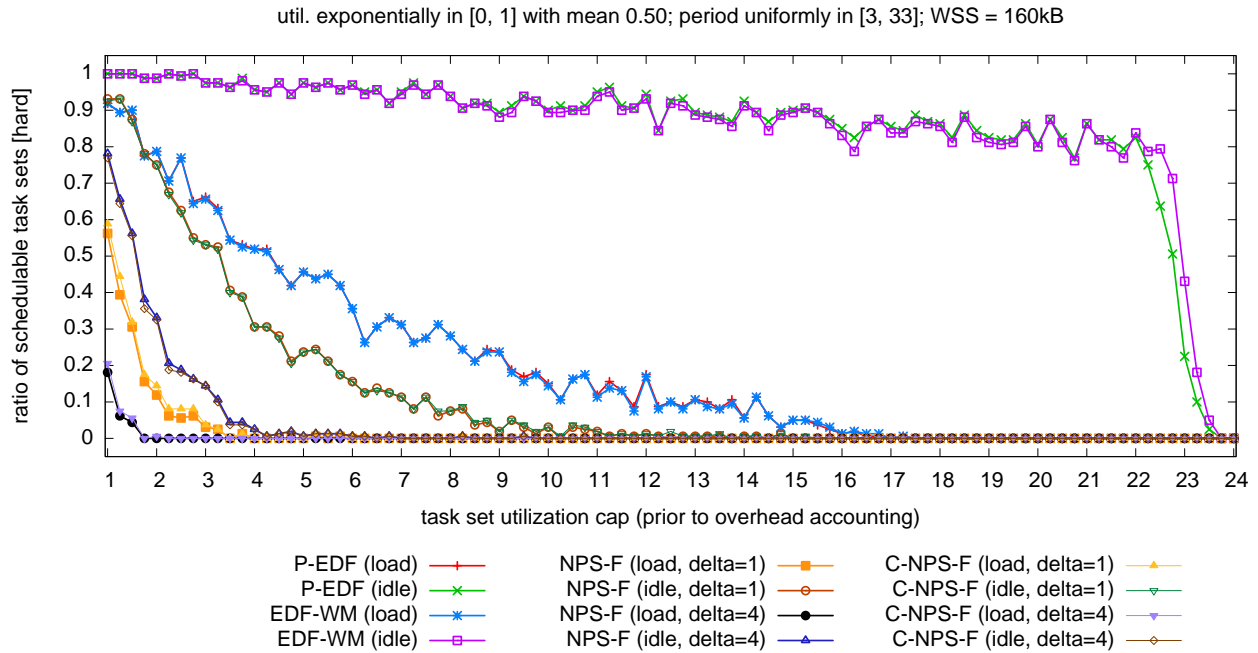 util. exponentially in [0, 1] with mean 0.50; period uniformly in [3, 33]; WSS = 160kB
ratio of schedulable task sets [hard]
1
0.9
0.8
0.7
0.6
0.5
0.4
0.3
0.2
0.1
0
1 2 3 4 5 6 7 8 9 10 11 12 13 14 15 16 17 18 19 20 21 22 23 24
task set utilization cap (prior to overhead accounting)
P-EDF (load) NPS-F (load, delta=1) C-NPS-F (load, delta=1)
P-EDF (idle) NPS-F (idle, delta=1) C-NPS-F (idle, delta=1)
EDF-WM (load) NPS-F (load, delta=4) C-NPS-F (load, delta=4)
EDF-WM (idle) NPS-F (idle, delta=4) C-NPS-F (idle, delta=4)